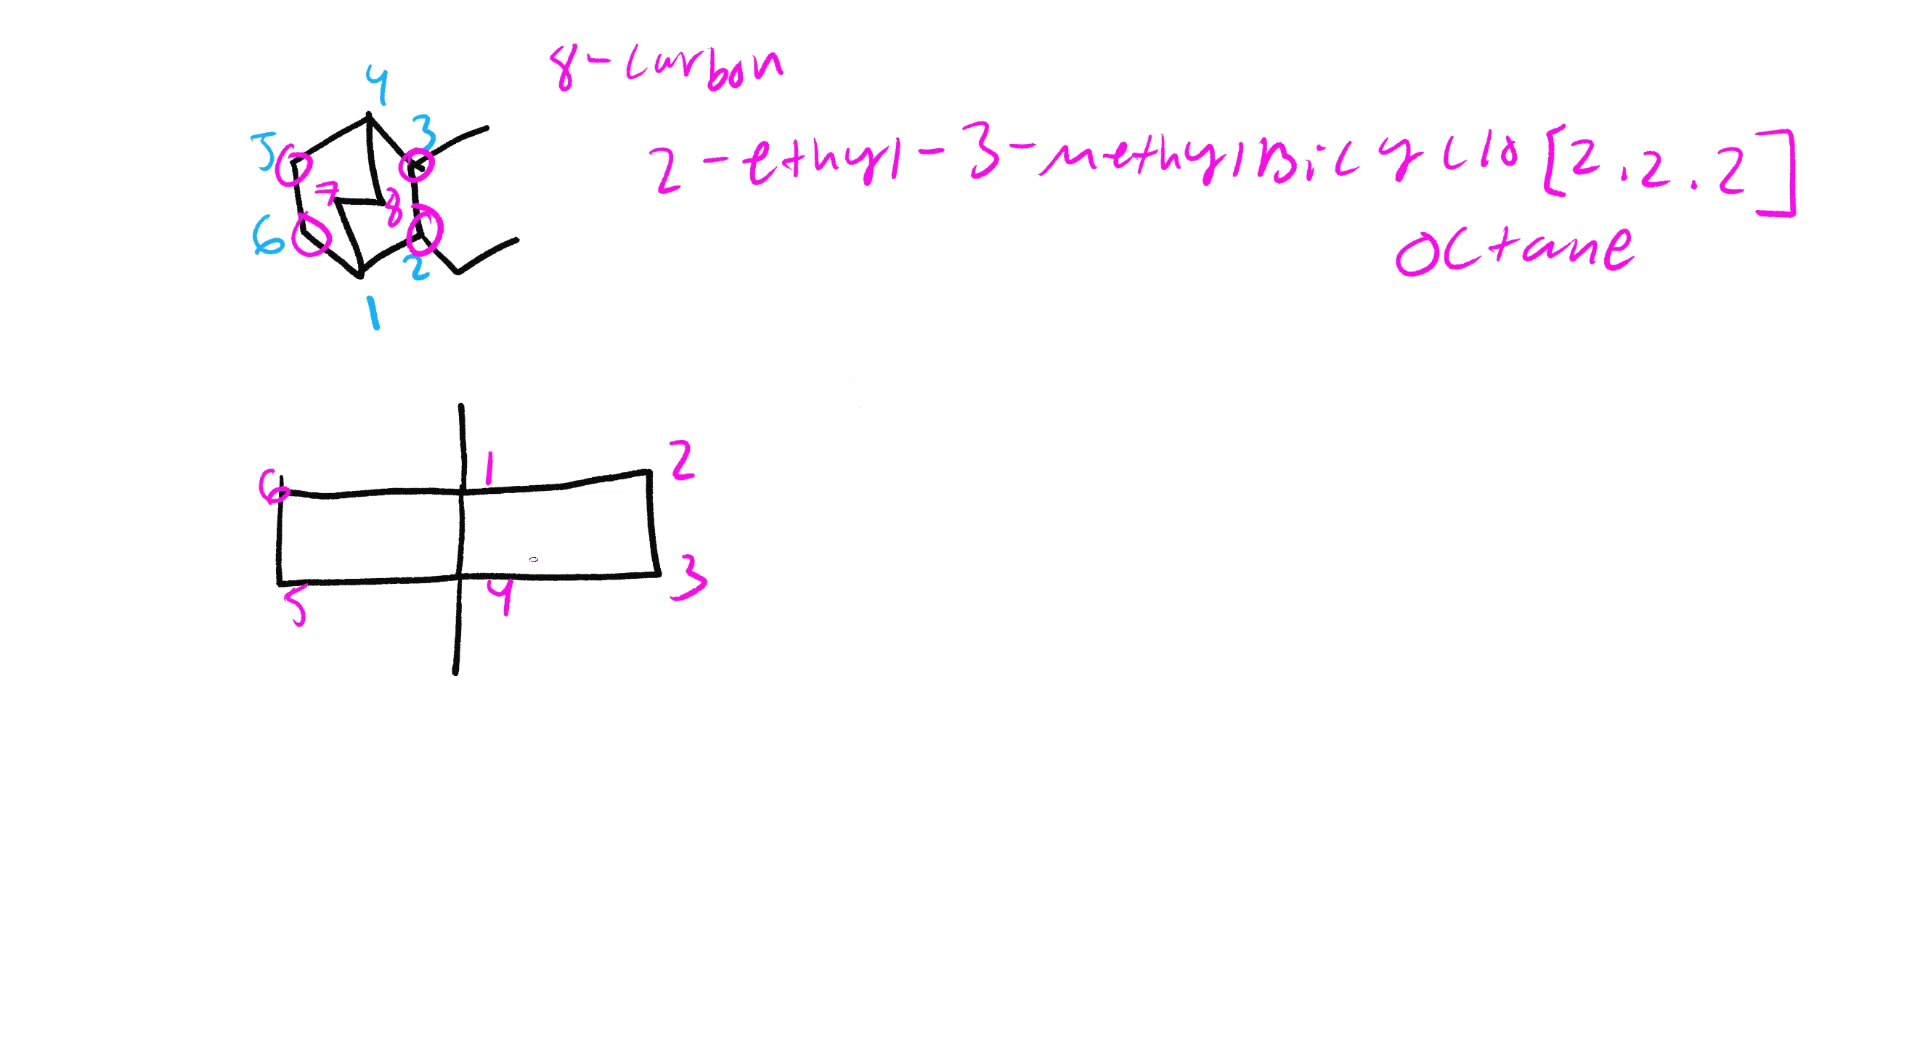 8-carbon
4
5 3
2-ethyl-3-methylBicyclo [2.2.2]
7 8
6 2
octane
1
6 1 2
5 4 3